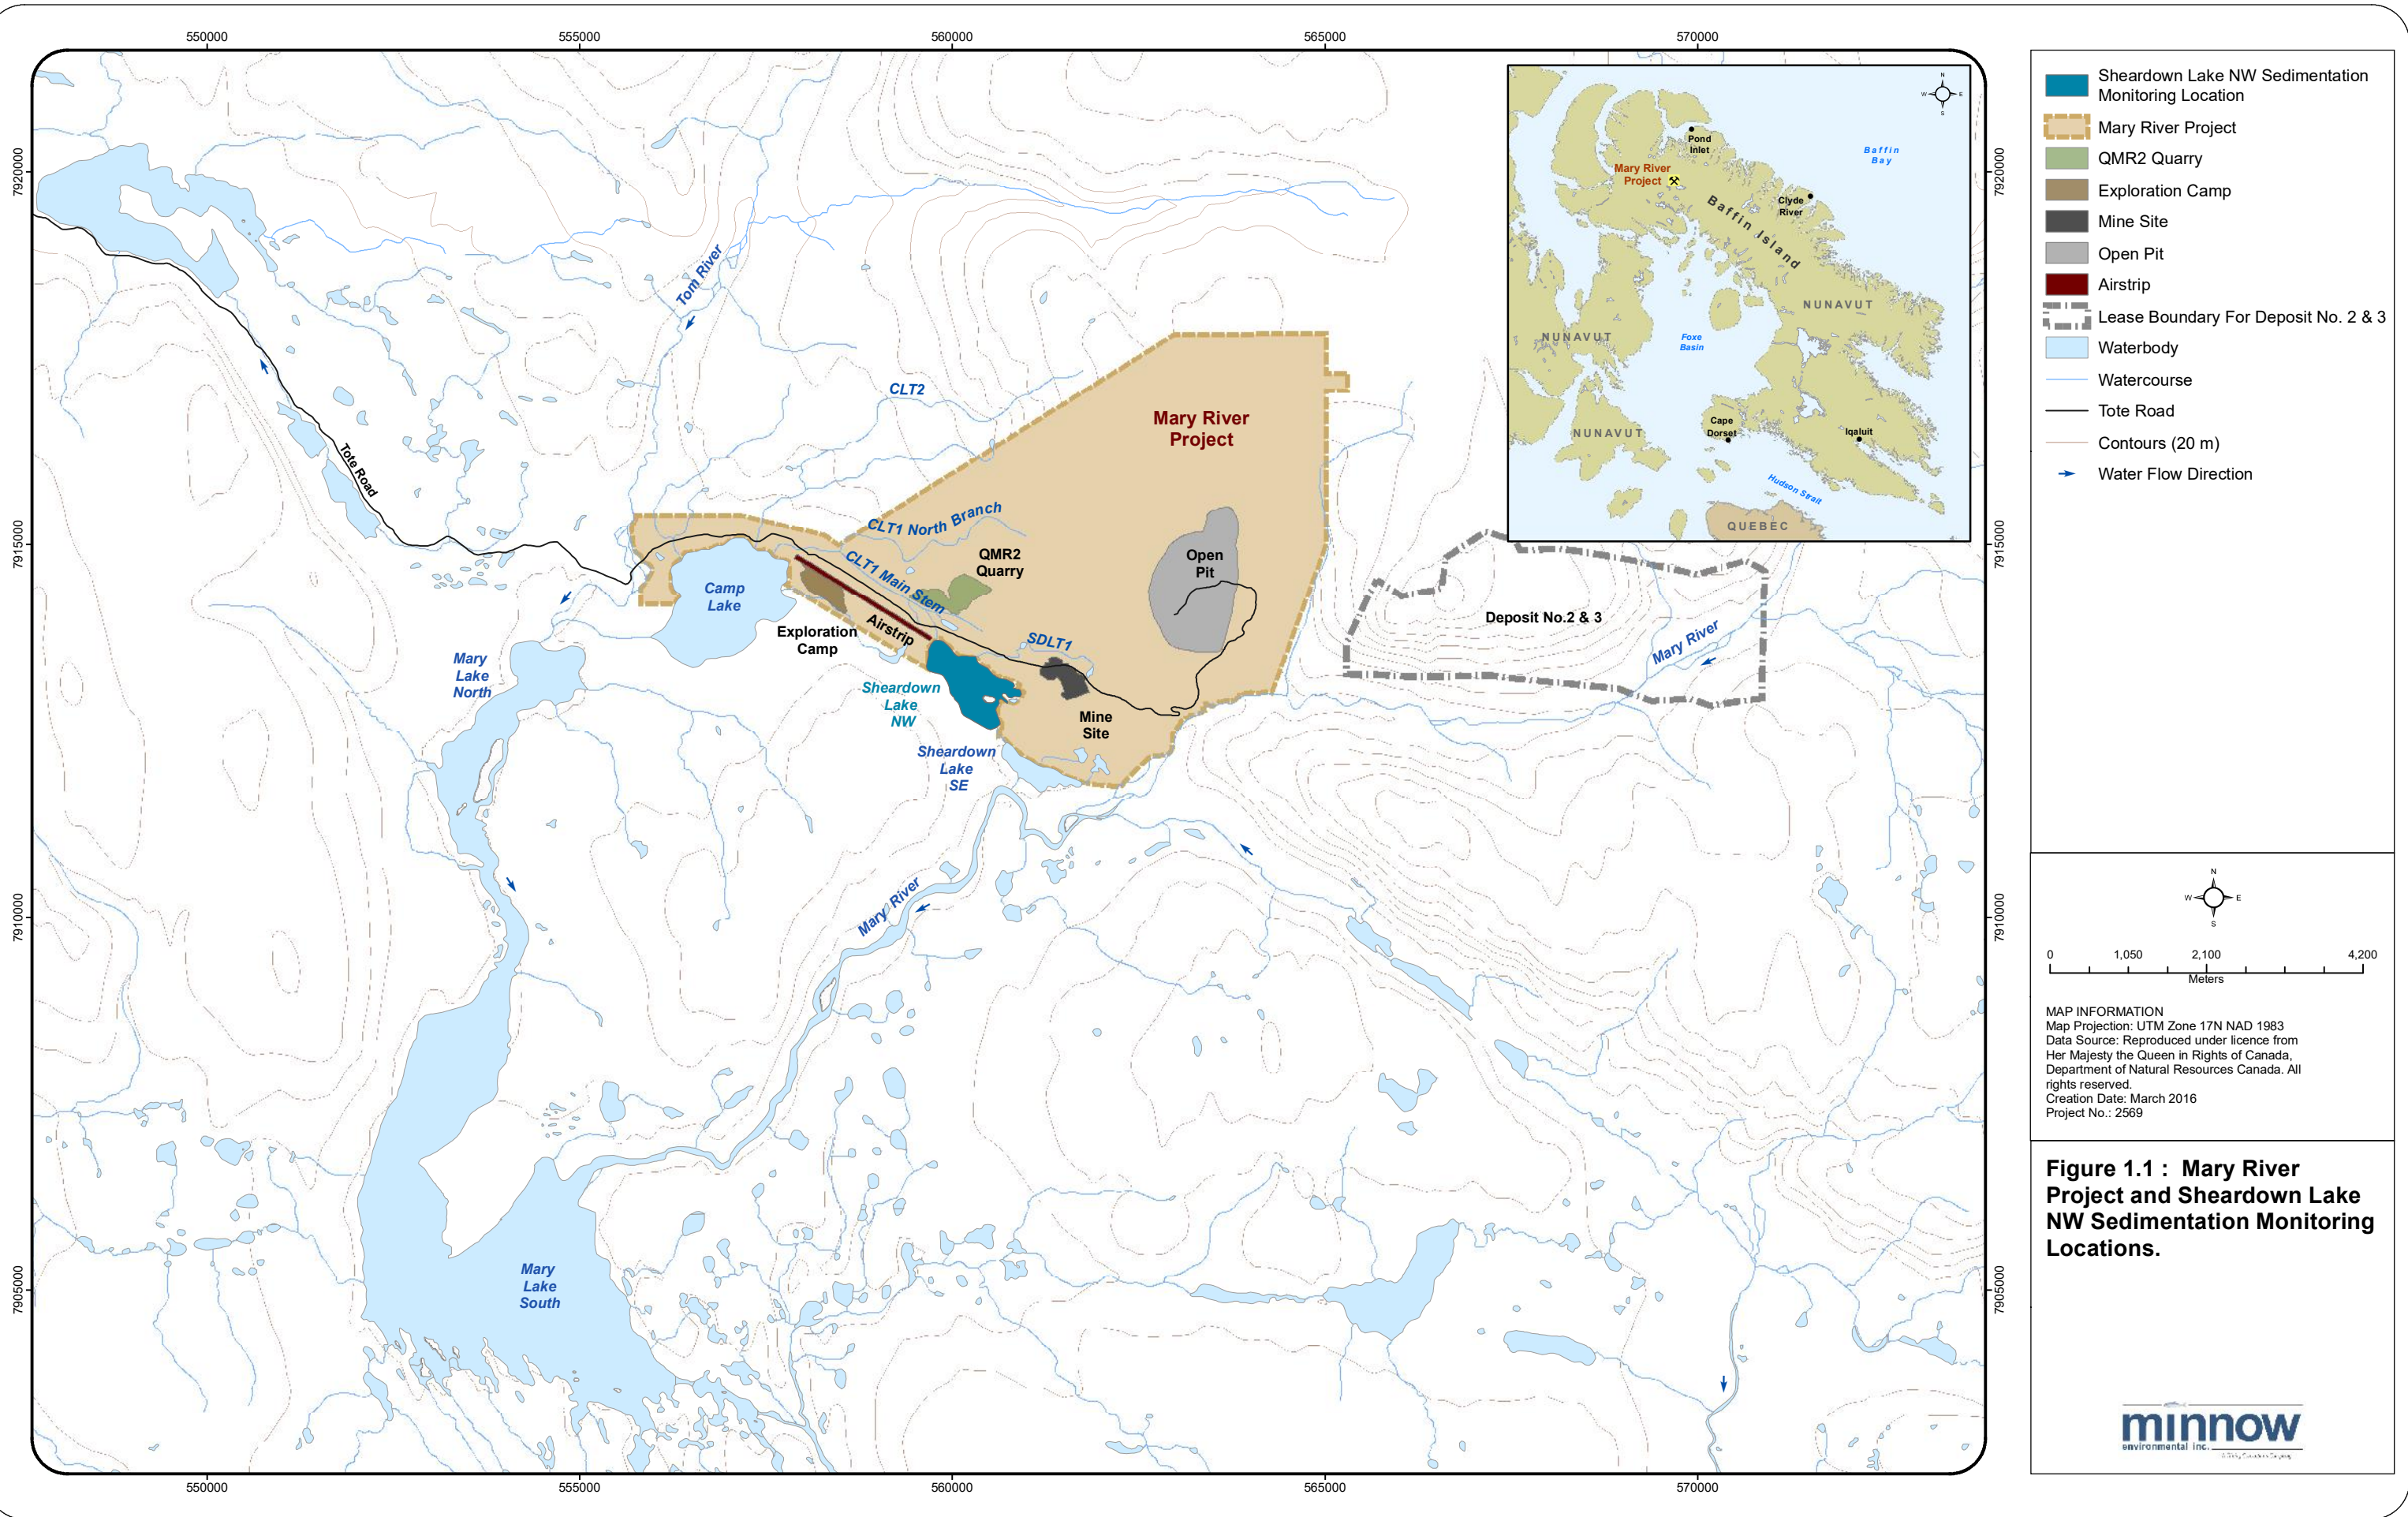 550000
555000
560000
565000
570000
7920000
7915000
7910000
7905000
7920000
7915000
7910000
7905000
550000
555000
560000
565000
570000
Tom River
CLT2
Mary River
Project
CLT1 North Branch
CLT1 Main Stem
QMR2
Quarry
Open
Pit
Tote Road
Camp
Lake
Exploration
Camp
Airstrip
SDLT1
Mary
Lake
North
Sheardown
Lake
NW
Mine
Site
Sheardown
Lake
SE
Deposit No.2 & 3
Mary River
Mary River
Mary
Lake
South
N
W
E
S
Pond
Inlet
Baffin
Bay
Mary River
Project
Clyde
River
Baffin Island
NUNAVUT
NUNAVUT
Foxe
Basin
NUNAVUT
Cape
Dorset
Iqaluit
Hudson Strait
QUEBEC
Sheardown Lake NW Sedimentation
Monitoring Location
Mary River Project
QMR2 Quarry
Exploration Camp
Mine Site
Open Pit
Airstrip
Lease Boundary For Deposit No. 2 & 3
Waterbody
Watercourse
Tote Road
Contours (20 m)
Water Flow Direction
N
W
E
S
0 1,050 2,100 4,200
Meters
MAP INFORMATION
Map Projection: UTM Zone 17N NAD 1983
Data Source: Reproduced under licence from
Her Majesty the Queen in Rights of Canada,
Department of Natural Resources Canada. All
rights reserved.
Creation Date: March 2016
Project No.: 2569
Figure 1.1 : Mary River
Project and Sheardown Lake
NW Sedimentation Monitoring
Locations.
minnow
environmental inc.